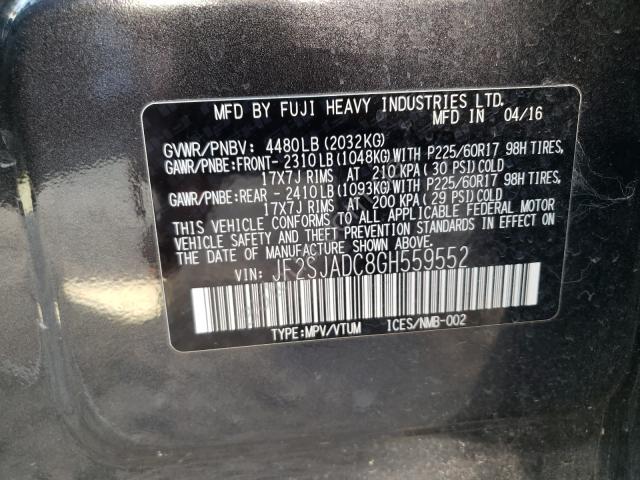 MFD BY FUJI HEAVY INDUSTRIES LTD.
MFD IN 04/16
GVWR/PNBV: 4480LB(2032KG)
GAWR/PNBE:FRONT- 2310LB(1048KG)WITH P225/60R17 98H TIRES,
17X7J RIMS AT 210 KPA ( 30 PSI) COLD
GAWR/PNBE:REAR - 2410LB(1093KG)WITH P225/60R17 98H TIRES,
17X7J RIMS AT 200 KPA ( 29 PSI) COLD
THIS VEHICLE CONFORMS TO ALL APPLICABLE FEDERAL MOTOR
VEHICLE SAFETY AND THEFT PREVENTION STANDARDS IN EFFECT ON
THE DATE OF MANUFACTURE SHOWN ABOVE.
VIN: JF2SJADC8GH559552
TYPE:MPV/VTUM ICES/NMB-002